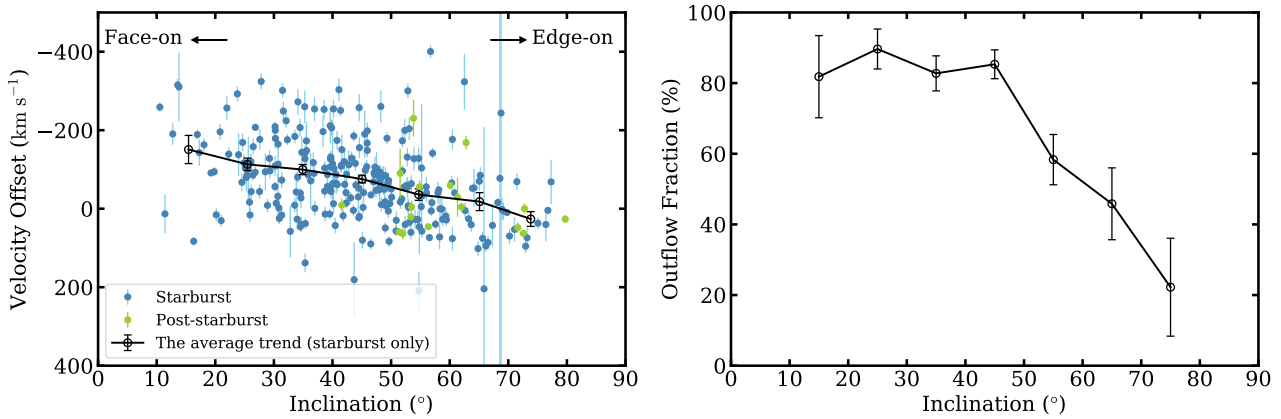 Face-on
Edge-on
Velocity Offset (km s⁻¹)
−400
−200
0
200
400
Starburst
Post-starburst
The average trend (starburst only)
0 10 20 30 40 50 60 70 80 90
Inclination (°)
Outflow Fraction (%)
100
80
60
40
20
0
0 10 20 30 40 50 60 70 80 90
Inclination (°)